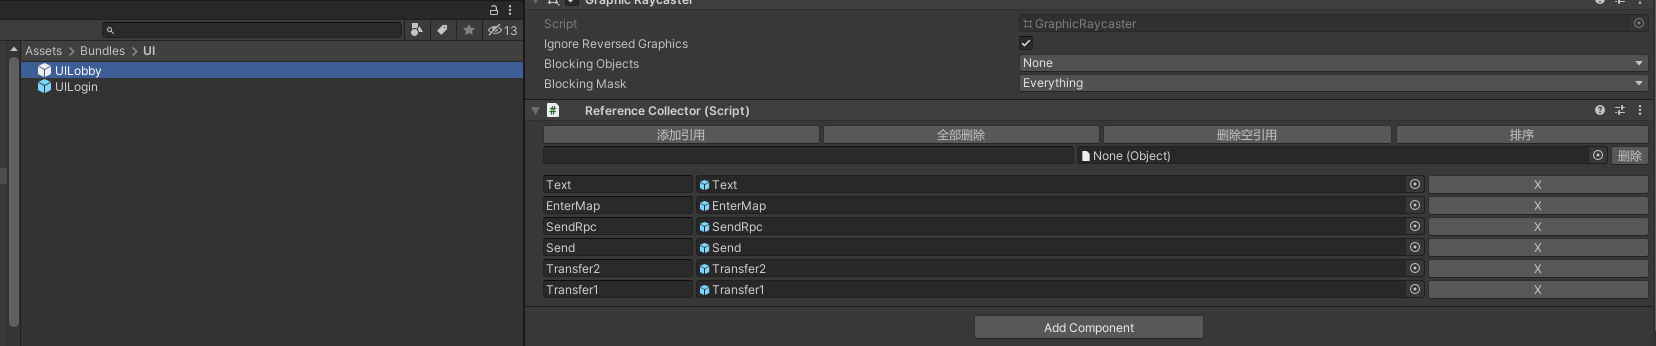 13
Assets > Bundles > UI
UILobby
UILogin
Graphic Raycaster
Script
GraphicRaycaster
Ignore Reversed Graphics
Blocking Objects
None
Blocking Mask
Everything
Reference Collector (Script)
添加引用
全部删除
删除空引用
排序
None (Object)
删除
Text
Text
X
EnterMap
EnterMap
X
SendRpc
SendRpc
X
Send
Send
X
Transfer2
Transfer2
X
Transfer1
Transfer1
X
Add Component